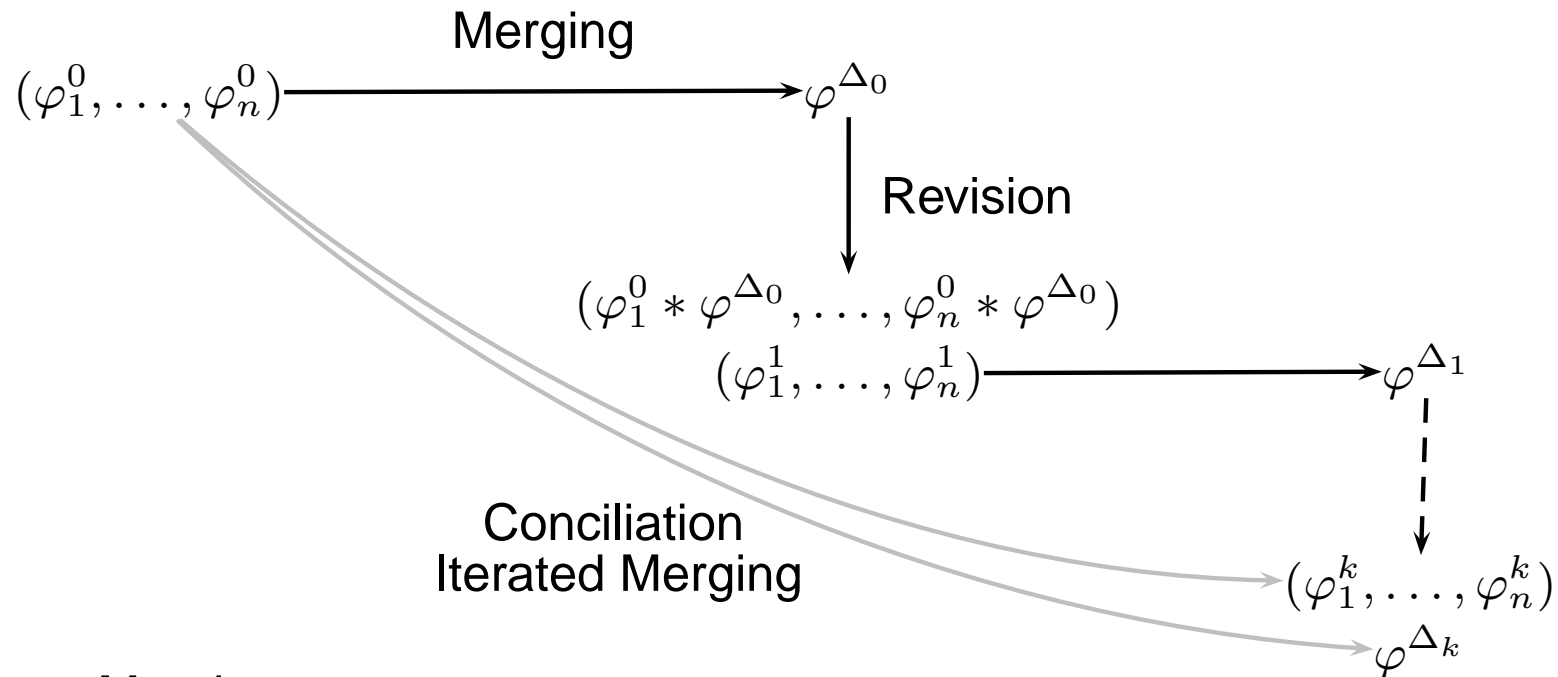 Merging
(φ₁⁰, . . . , φₙ⁰)
φ^Δ₀
Revision
(φ₁⁰ ∗ φ^Δ₀, . . . , φₙ⁰ ∗ φ^Δ₀)
(φ₁¹, . . . , φₙ¹)
φ^Δ₁
Conciliation
Iterated Merging
(φ₁ᵏ, . . . , φₙᵏ)
φ^Δₖ